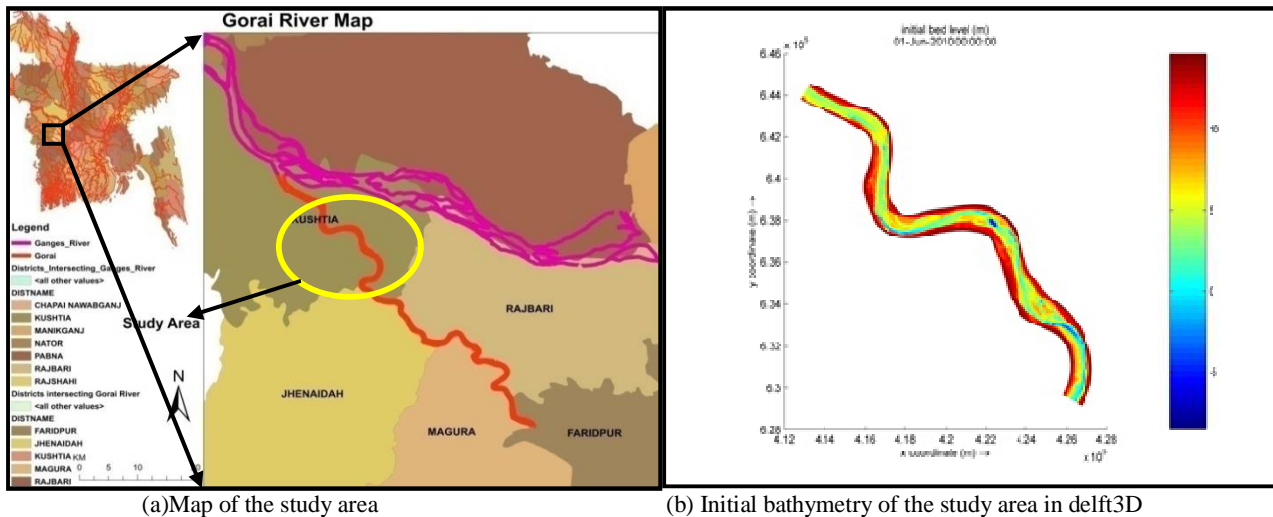 Gorai River Map
KUSHTIA
RAJBARI
Study Area
JHENAIDAH
MAGURA
FARIDPUR
N
Legend
Ganges_River
Gorai
Districts_Intersecting_Ganges_River
<all other values>
DISTNAME
CHAPAI NAWABGANJ
KUSHTIA
MANIKGANJ
NATOR
PABNA
RAJBARI
RAJSHAHI
Districts intersecting Gorai River
<all other values>
DISTNAME
FARIDPUR
JHENAIDAH
KUSHTIA KM
MAGURA 0 5 10 20
RAJBARI
(a)Map of the study area
initial bed level (m)
01-Jun-2010 00:00:00
x 10⁵
6.46
6.44
6.42
6.4
6.38
6.36
6.34
6.32
6.3
6.28
y coordinate (m) →
4.12 4.14 4.16 4.18 4.2 4.22 4.24 4.26 4.28
x coordinate (m) →
10
5
0
-5
(b) Initial bathymetry of the study area in delft3D